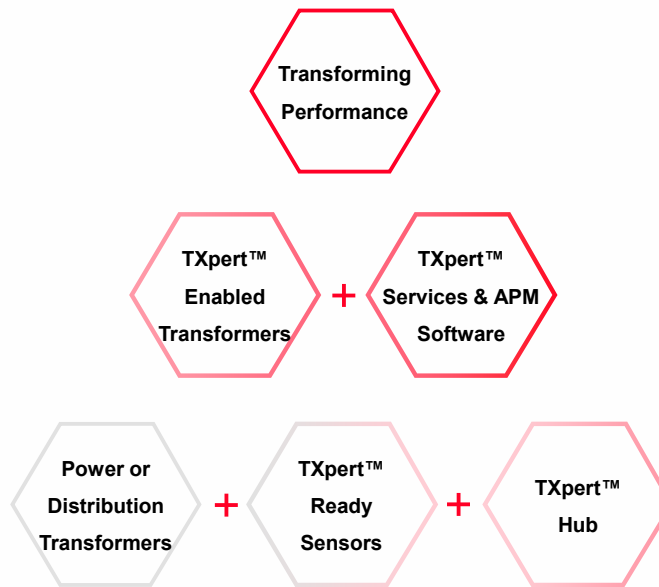 Transforming
Performance
TXpert™
Enabled
Transformers
+
TXpert™
Services & APM
Software
Power or
Distribution
Transformers
+
TXpert™
Ready
Sensors
+
TXpert™
Hub